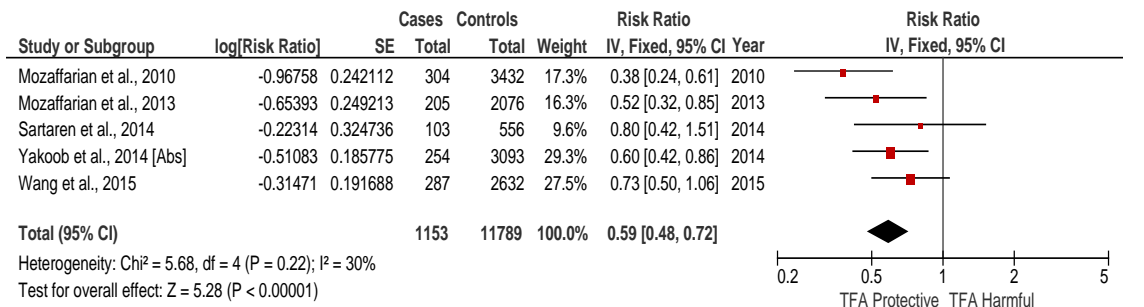 Cases Controls Risk Ratio Risk Ratio
Study or Subgroup log[Risk Ratio] SE Total Total Weight IV, Fixed, 95% CI Year IV, Fixed, 95% CI
Mozaffarian et al., 2010 -0.96758 0.242112 304 3432 17.3% 0.38 [0.24, 0.61] 2010
Mozaffarian et al., 2013 -0.65393 0.249213 205 2076 16.3% 0.52 [0.32, 0.85] 2013
Sartaren et al., 2014 -0.22314 0.324736 103 556 9.6% 0.80 [0.42, 1.51] 2014
Yakoob et al., 2014 [Abs] -0.51083 0.185775 254 3093 29.3% 0.60 [0.42, 0.86] 2014
Wang et al., 2015 -0.31471 0.191688 287 2632 27.5% 0.73 [0.50, 1.06] 2015
Total (95% CI) 1153 11789 100.0% 0.59 [0.48, 0.72]
Heterogeneity: Chi² = 5.68, df = 4 (P = 0.22); I² = 30%
Test for overall effect: Z = 5.28 (P < 0.00001)
0.2 0.5 1 2 5
TFA Protective TFA Harmful